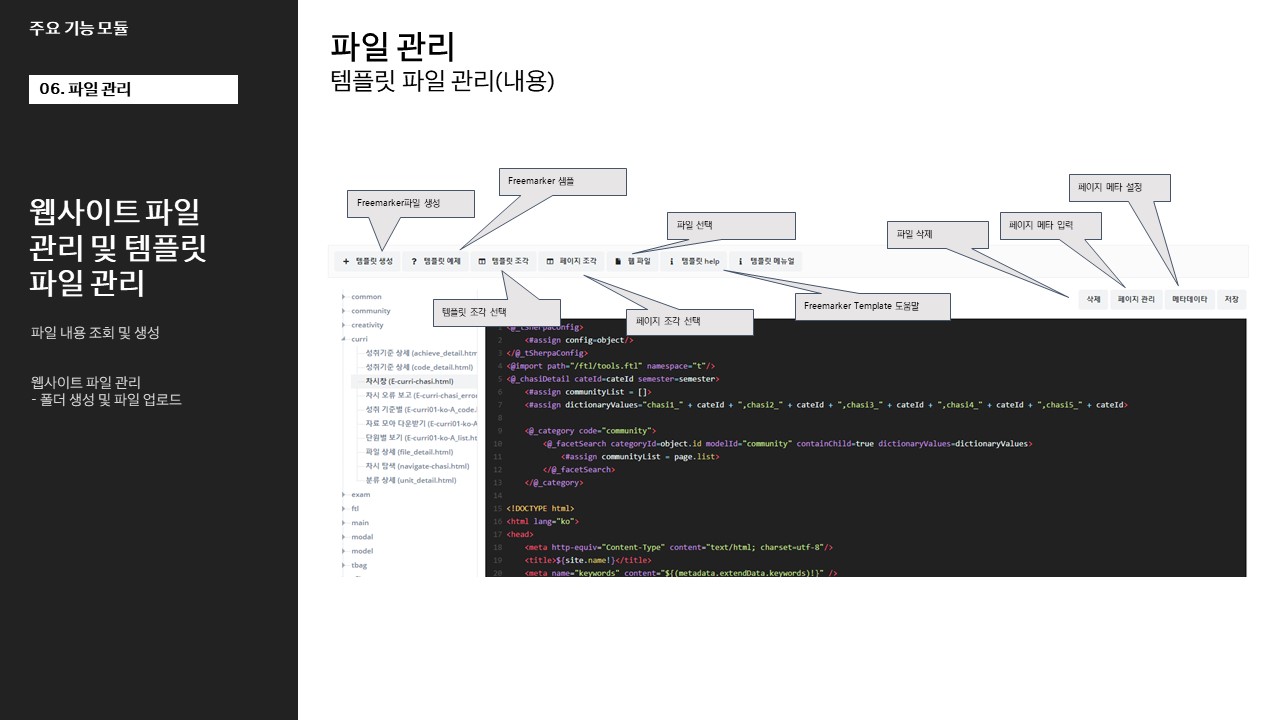 주요 기능 모듈
06. 파일 관리
웹사이트 파일
관리 및 템플릿
파일 관리
파일 내용 조회 및 생성
웹사이트 파일 관리
- 폴더 생성 및 파일 업로드
파일 관리
템플릿 파일 관리(내용)
Freemarker 샘플
Freemarker파일 생성
페이지 메타 설정
파일 선택
페이지 메타 입력
파일 삭제
템플릿 생성
템플릿 예제
템플릿 조각
페이지 조각
웹 파일
템플릿 help
템플릿 메뉴얼
삭제
페이지 관리
메타데이타
저장
템플릿 조각 선택
페이지 조각 선택
Freemarker Template 도움말
common
community
creativity
curri
성취기준 상세 (achieve_detail.htm
성취기준 상세 (code_detail.html)
차시창 (E-curri-chasi.html)
차시 오류 보고 (E-curri-chasi_error
성취 기준별 (E-curri01-ko-A_code.l
자료 모아 다운받기 (E-curri01-ko-A
단원별 보기 (E-curri01-ko-A_list.ht
파일 상세 (file_detail.html)
차시 탐색 (navigate-chasi.html)
분류 상세 (unit_detail.html)
exam
ftl
main
modal
model
tbag
1 <@_tSherpaConfig>
2 <#assign config=object/>
3 </@_tSherpaConfig>
4 <@import path="/ftl/tools.ftl" namespace="t"/>
5 <@_chasiDetail cateId=cateId semester=semester>
6 <#assign communityList = []>
7 <#assign dictionaryValues="chasi1_" + cateId + ",chasi2_" + cateId + ",chasi3_" + cateId + ",chasi4_" + cateId + ",chasi5_" + cateId>
8
9 <@_category code="community">
10 <@_facetSearch categoryId=object.id modelId="community" containChild=true dictionaryValues=dictionaryValues>
11 <#assign communityList = page.list>
12 </@_facetSearch>
13 </@_category>
14
15 <!DOCTYPE html>
16 <html lang="ko">
17 <head>
18 <meta http-equiv="Content-Type" content="text/html; charset=utf-8"/>
19 <title>${site.name!}</title>
20 <meta name="keywords" content="${(metadata.extendData.keywords)!}" />